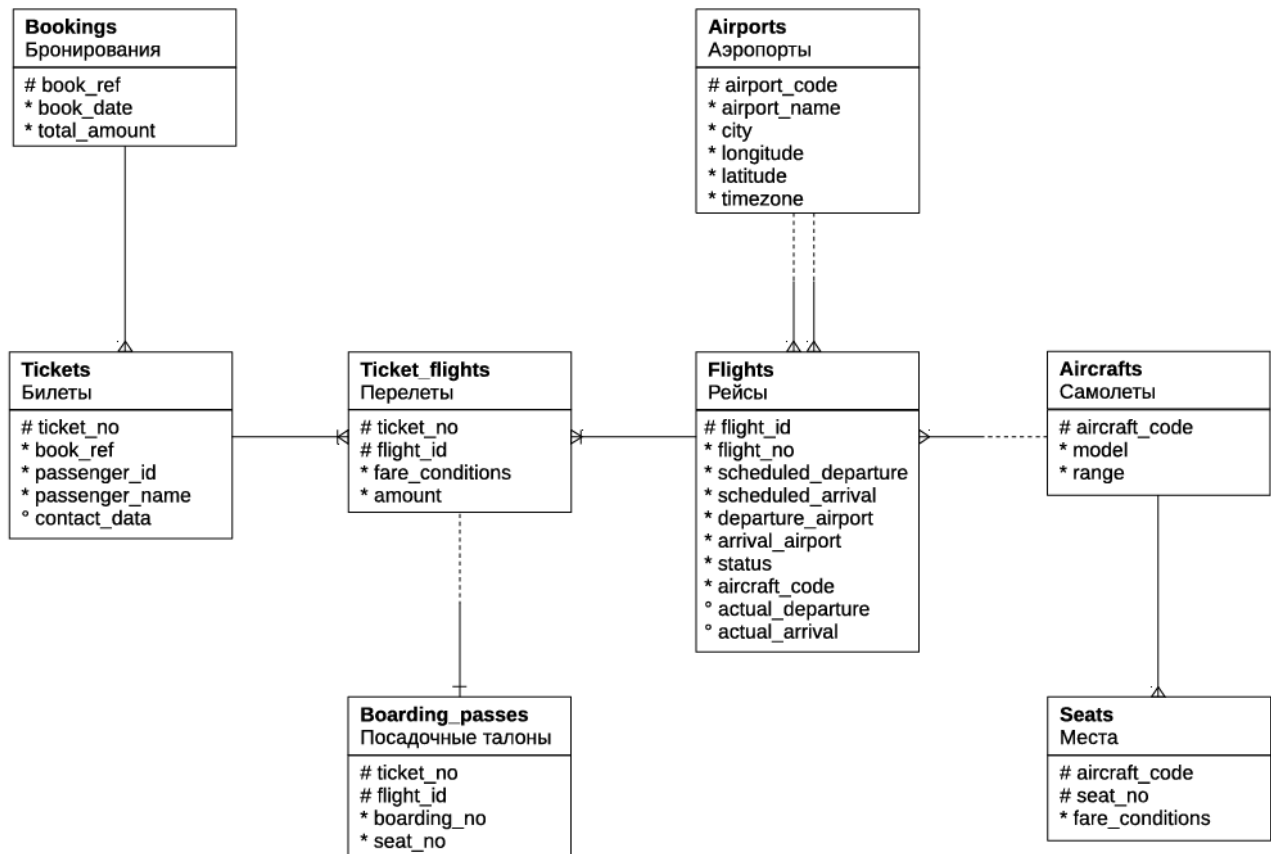 Bookings
Бронирования
# book_ref
* book_date
* total_amount
Airports
Аэропорты
# airport_code
* airport_name
* city
* longitude
* latitude
* timezone
Tickets
Билеты
# ticket_no
* book_ref
* passenger_id
* passenger_name
° contact_data
Ticket_flights
Перелеты
# ticket_no
# flight_id
* fare_conditions
* amount
Flights
Рейсы
# flight_id
* flight_no
* scheduled_departure
* scheduled_arrival
* departure_airport
* arrival_airport
* status
* aircraft_code
° actual_departure
° actual_arrival
Aircrafts
Самолеты
# aircraft_code
* model
* range
Boarding_passes
Посадочные талоны
# ticket_no
# flight_id
* boarding_no
* seat_no
Seats
Места
# aircraft_code
# seat_no
* fare_conditions